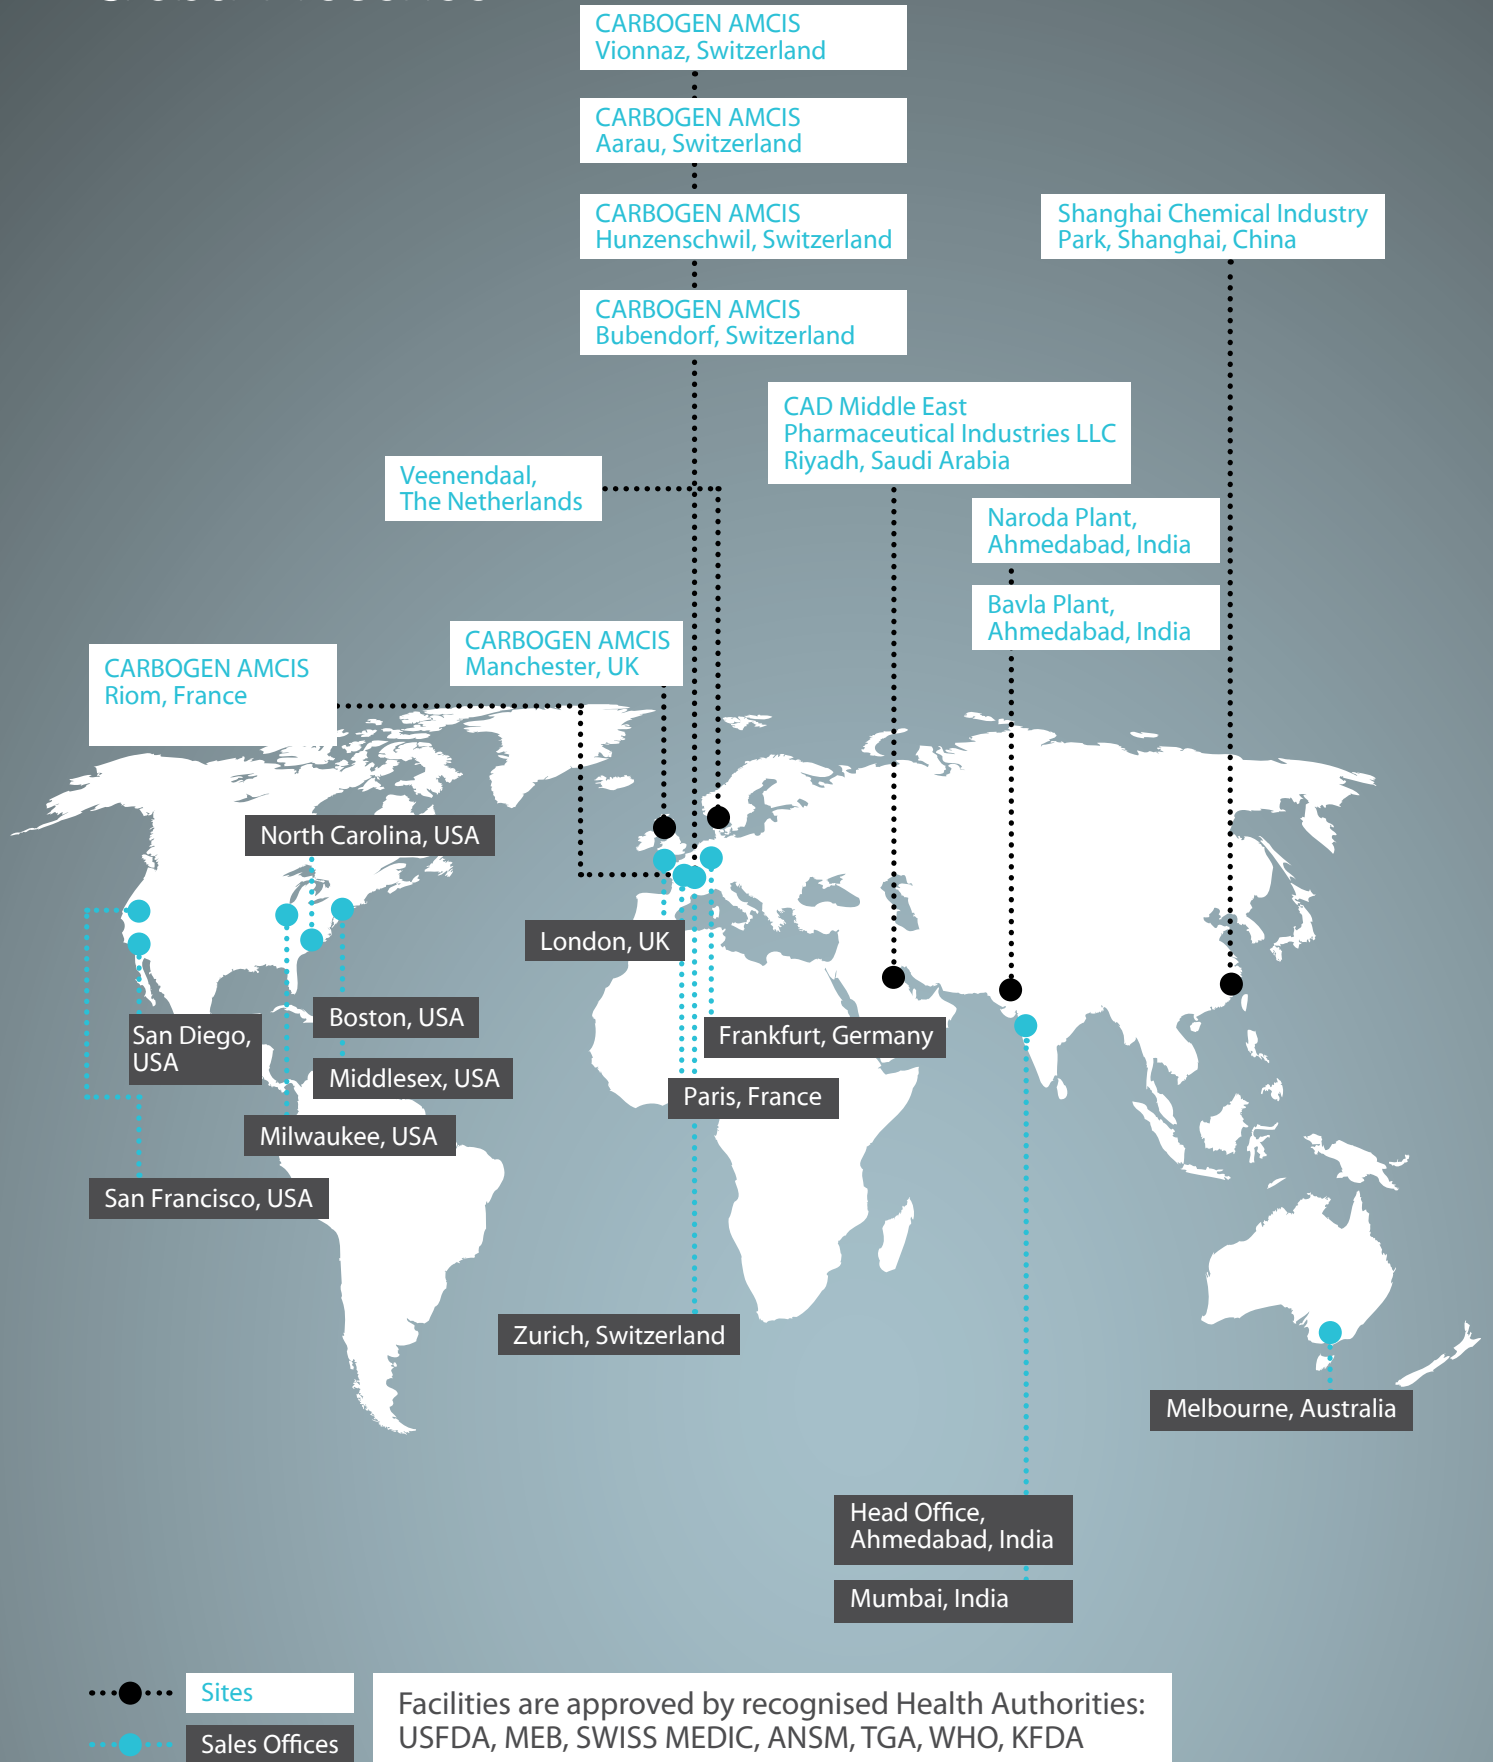 CARBOGEN AMCIS
Vionnaz, Switzerland
CARBOGEN AMCIS
Aarau, Switzerland
CARBOGEN AMCIS
Hunzenschwil, Switzerland
Shanghai Chemical Industry
Park, Shanghai, China
CARBOGEN AMCIS
Bubendorf, Switzerland
CAD Middle East
Pharmaceutical Industries LLC
Riyadh, Saudi Arabia
Veenendaal,
The Netherlands
Naroda Plant,
Ahmedabad, India
Bavla Plant,
Ahmedabad, India
CARBOGEN AMCIS
Manchester, UK
CARBOGEN AMCIS
Riom, France
North Carolina, USA
London, UK
Boston, USA
San Diego,
USA
Frankfurt, Germany
Middlesex, USA
Paris, France
Milwaukee, USA
San Francisco, USA
Zurich, Switzerland
Melbourne, Australia
Head Office,
Ahmedabad, India
Mumbai, India
Sites
Sales Offices
Facilities are approved by recognised Health Authorities:
USFDA, MEB, SWISS MEDIC, ANSM, TGA, WHO, KFDA